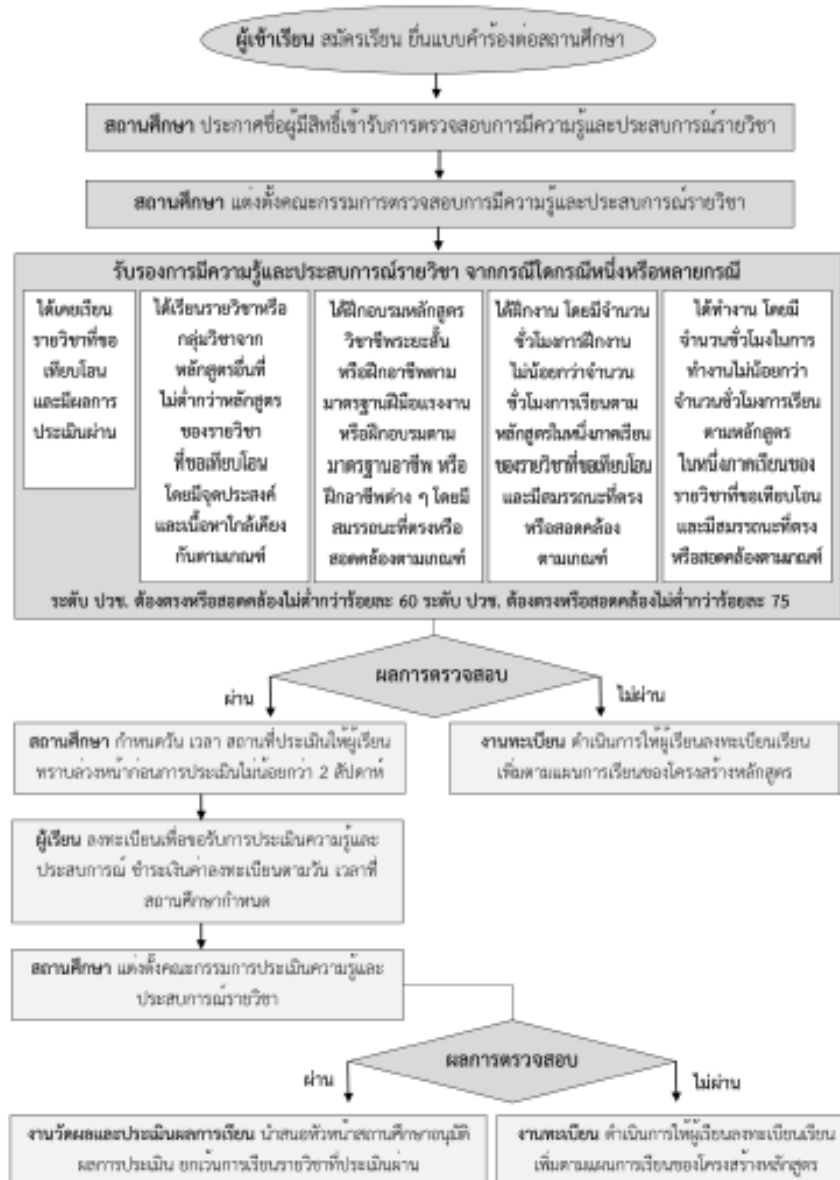 ผู้เข้าเรียน สมัครเรียน ยื่นแบบคำร้องต่อสถานศึกษา
สถานศึกษา ประกาศชื่อผู้มีสิทธิ์เข้ารับการตรวจสอบการมีความรู้และประสบการณ์รายวิชา
สถานศึกษา แต่งตั้งคณะกรรมการตรวจสอบการมีความรู้และประสบการณ์รายวิชา
รับรองการมีความรู้และประสบการณ์รายวิชา จากกรณีใดกรณีหนึ่งหรือหลายกรณี
ได้เคยเรียน
รายวิชาที่ขอ
เทียบโอน
และมีผลการ
ประเมินผ่าน
ได้เรียนรายวิชาหรือ
กลุ่มวิชาจาก
หลักสูตรอื่นที่
ไม่ต่ำกว่าหลักสูตร
ของรายวิชา
ที่ขอเทียบโอน
โดยมีจุดประสงค์
และเนื้อหาใกล้เคียง
กันตามเกณฑ์
ได้ฝึกอบรมหลักสูตร
วิชาชีพระยะสั้น
หรือฝึกอาชีพตาม
มาตรฐานฝีมือแรงงาน
หรือฝึกอบรมตาม
มาตรฐานอาชีพ หรือ
ฝึกอาชีพต่าง ๆ โดยมี
สมรรถนะที่ตรงหรือ
สอดคล้องตามเกณฑ์
ได้ฝึกงาน โดยมีจำนวน
ชั่วโมงการฝึกงาน
ไม่น้อยกว่าจำนวน
ชั่วโมงการเรียนตาม
หลักสูตรในหนึ่งภาคเรียน
ของรายวิชาที่ขอเทียบโอน
และมีสมรรถนะที่ตรง
หรือสอดคล้อง
ตามเกณฑ์
ได้ทำงาน โดยมี
จำนวนชั่วโมงในการ
ทำงานไม่น้อยกว่า
จำนวนชั่วโมงการเรียน
ตามหลักสูตร
ในหนึ่งภาคเรียนของ
รายวิชาที่ขอเทียบโอน
และมีสมรรถนะที่ตรง
หรือสอดคล้องตามเกณฑ์
ระดับ ปวช. ต้องตรงหรือสอดคล้องไม่ต่ำกว่าร้อยละ 60 ระดับ ปวช. ต้องตรงหรือสอดคล้องไม่ต่ำกว่าร้อยละ 75
ผลการตรวจสอบ
ผ่าน
ไม่ผ่าน
สถานศึกษา กำหนดวัน เวลา สถานที่ประเมินให้ผู้เรียน
ทราบล่วงหน้าก่อนการประเมินไม่น้อยกว่า 2 สัปดาห์
งานทะเบียน ดำเนินการให้ผู้เรียนลงทะเบียนเรียน
เพิ่มตามแผนการเรียนของโครงสร้างหลักสูตร
ผู้เรียน ลงทะเบียนเพื่อขอรับการประเมินความรู้และ
ประสบการณ์ ชำระเงินค่าลงทะเบียนตามวัน เวลาที่
สถานศึกษากำหนด
สถานศึกษา แต่งตั้งคณะกรรมการประเมินความรู้และ
ประสบการณ์รายวิชา
ผลการตรวจสอบ
ผ่าน
ไม่ผ่าน
งานวัดผลและประเมินผลการเรียน นำเสนอหัวหน้าสถานศึกษาอนุมัติ
ผลการประเมิน ยกเว้นการเรียนรายวิชาที่ประเมินผ่าน
งานทะเบียน ดำเนินการให้ผู้เรียนลงทะเบียนเรียน
เพิ่มตามแผนการเรียนของโครงสร้างหลักสูตร